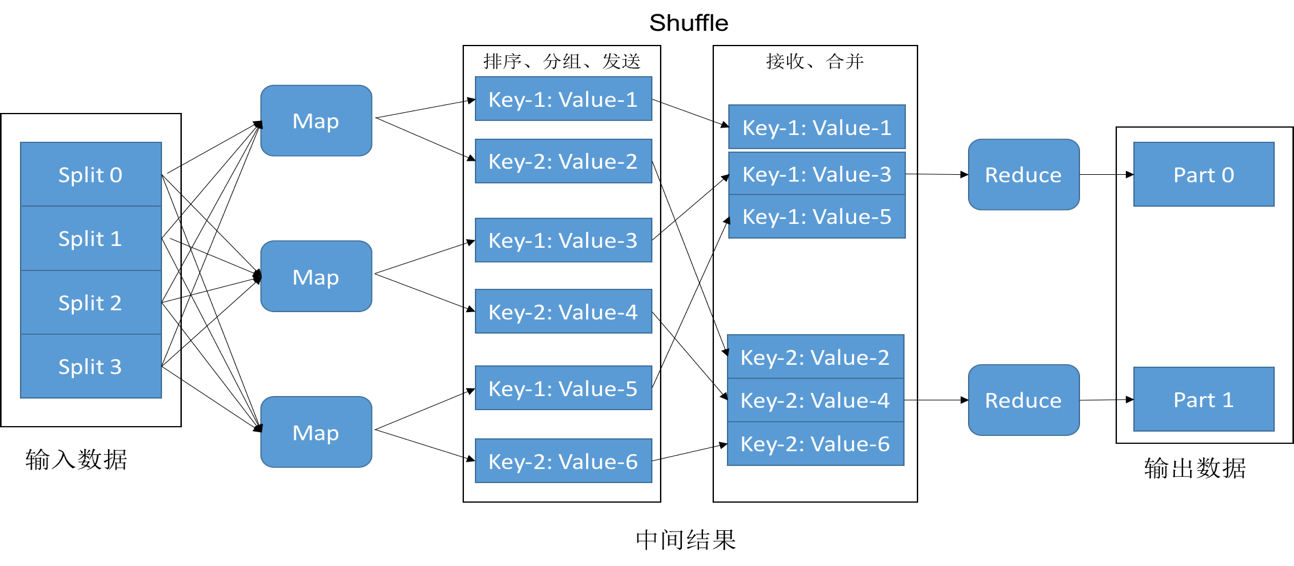 Shuffle
排序、分组、发送
接收、合并
Split 0
Split 1
Split 2
Split 3
输入数据
Map
Map
Map
Key-1: Value-1
Key-2: Value-2
Key-1: Value-3
Key-2: Value-4
Key-1: Value-5
Key-2: Value-6
Key-1: Value-1
Key-1: Value-3
Key-1: Value-5
Key-2: Value-2
Key-2: Value-4
Key-2: Value-6
中间结果
Reduce
Reduce
Part 0
Part 1
输出数据